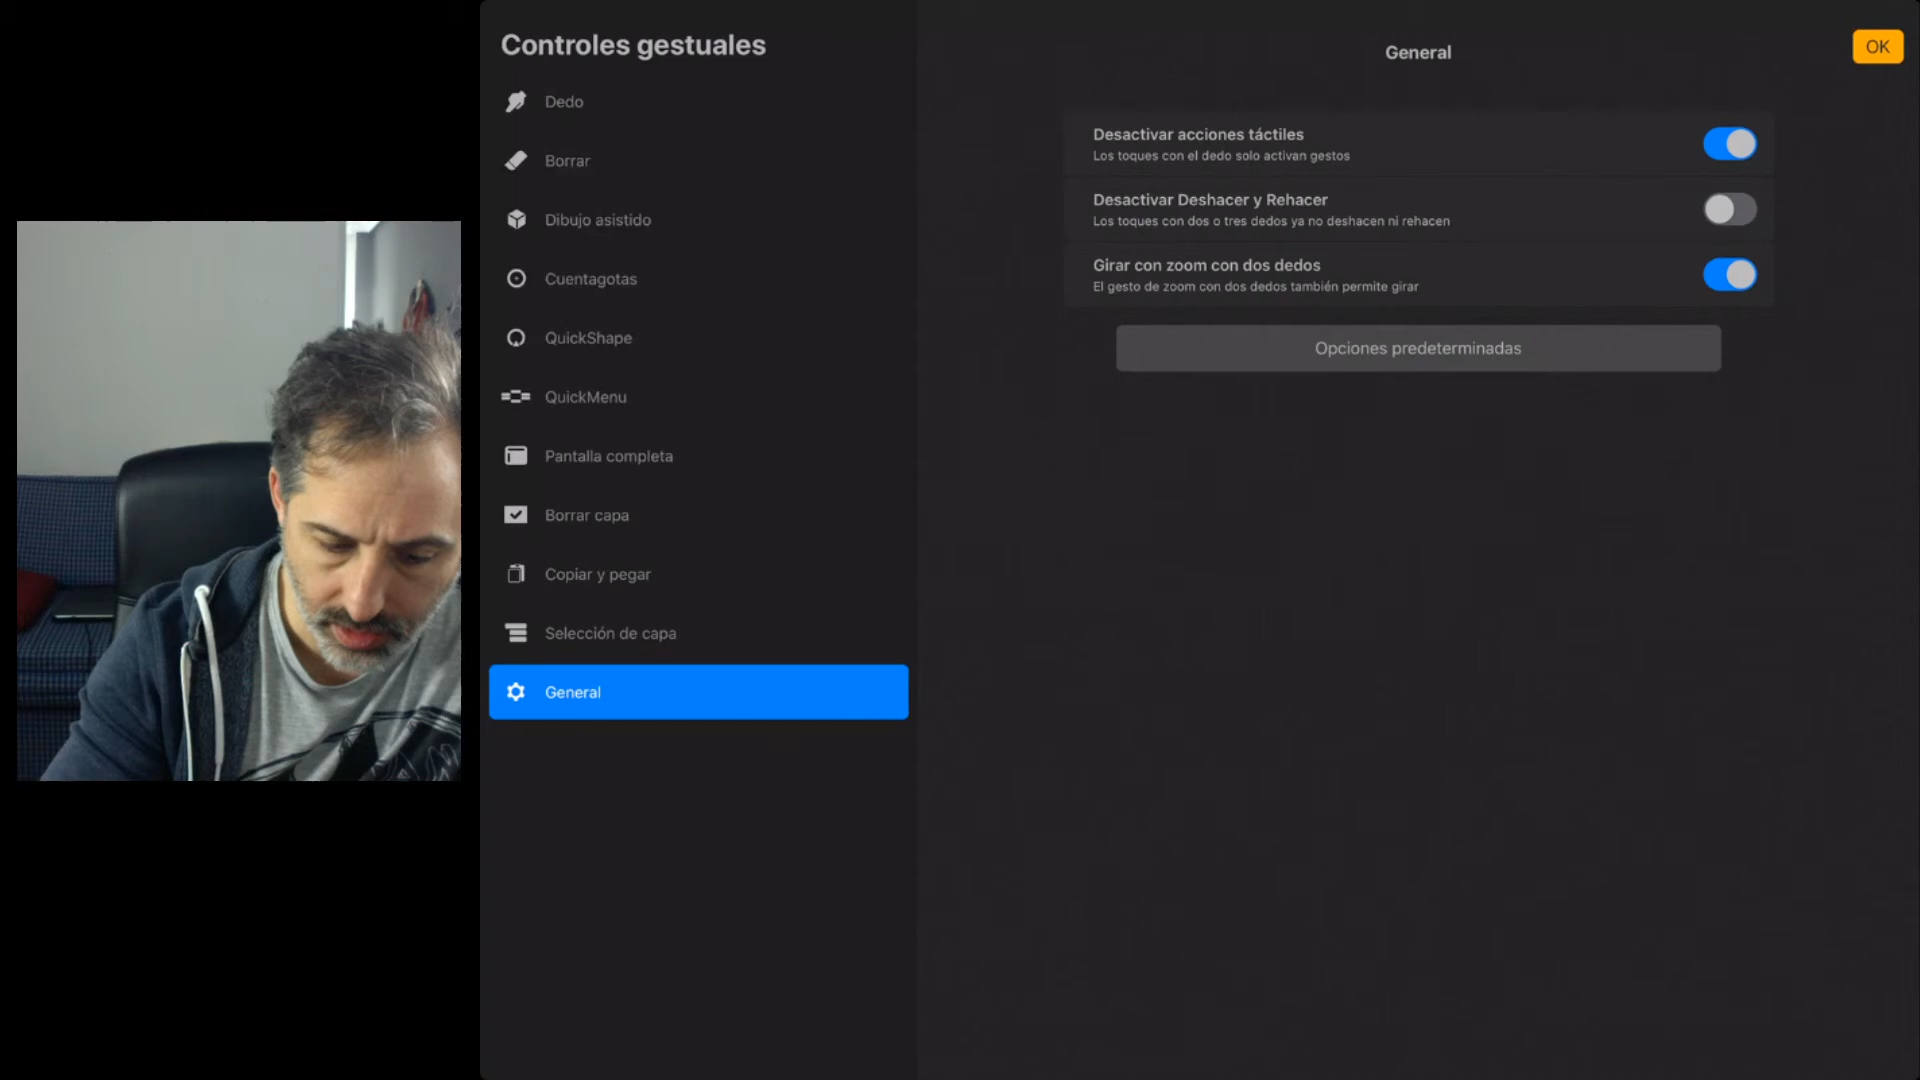 Controles gestuales
Dedo
Borrar
Dibujo asistido
Cuentagotas
QuickShape
QuickMenu
Pantalla completa
Borrar capa
Copiar y pegar
Selección de capa
General
General
OK
Desactivar acciones táctiles
Los toques con el dedo solo activan gestos
Desactivar Deshacer y Rehacer
Los toques con dos o tres dedos ya no deshacen ni rehacen
Girar con zoom con dos dedos
El gesto de zoom con dos dedos también permite girar
Opciones predeterminadas